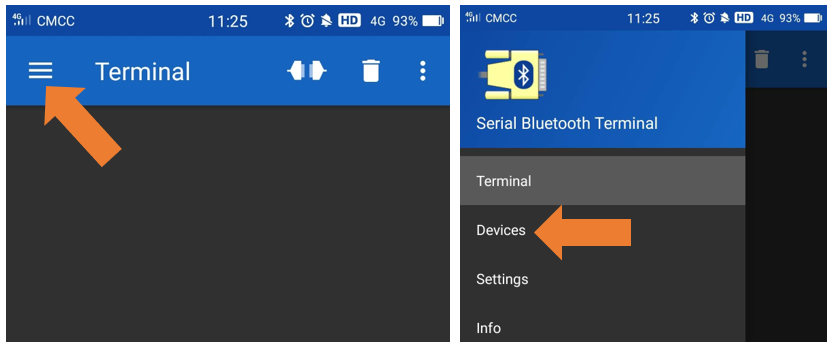 4G CMCC 11:25 HD 4G 93%
Terminal
4G CMCC 11:25 HD 4G 93%
Serial Bluetooth Terminal
Terminal
Devices
Settings
Info